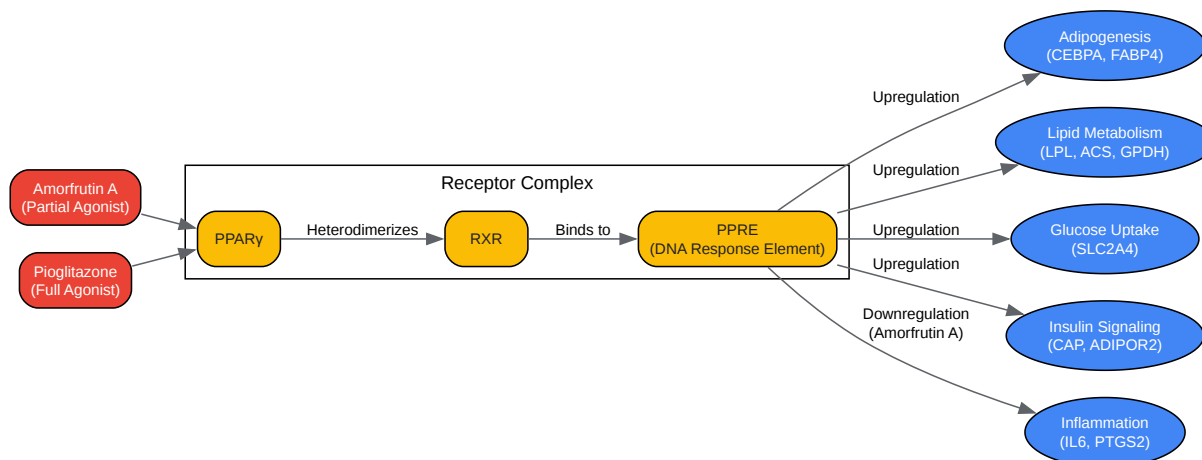 Adipogenesis
(CEBPA, FABP4)
Upregulation
Lipid Metabolism
(LPL, ACS, GPDH)
Upregulation
Receptor Complex
Amorfrutin A
(Partial Agonist)
Pioglitazone
(Full Agonist)
PPARγ
Heterodimerizes
RXR
Binds to
PPRE
(DNA Response Element)
Upregulation
Glucose Uptake
(SLC2A4)
Upregulation
Insulin Signaling
(CAP, ADIPOR2)
Downregulation
(Amorfrutin A)
Inflammation
(IL6, PTGS2)